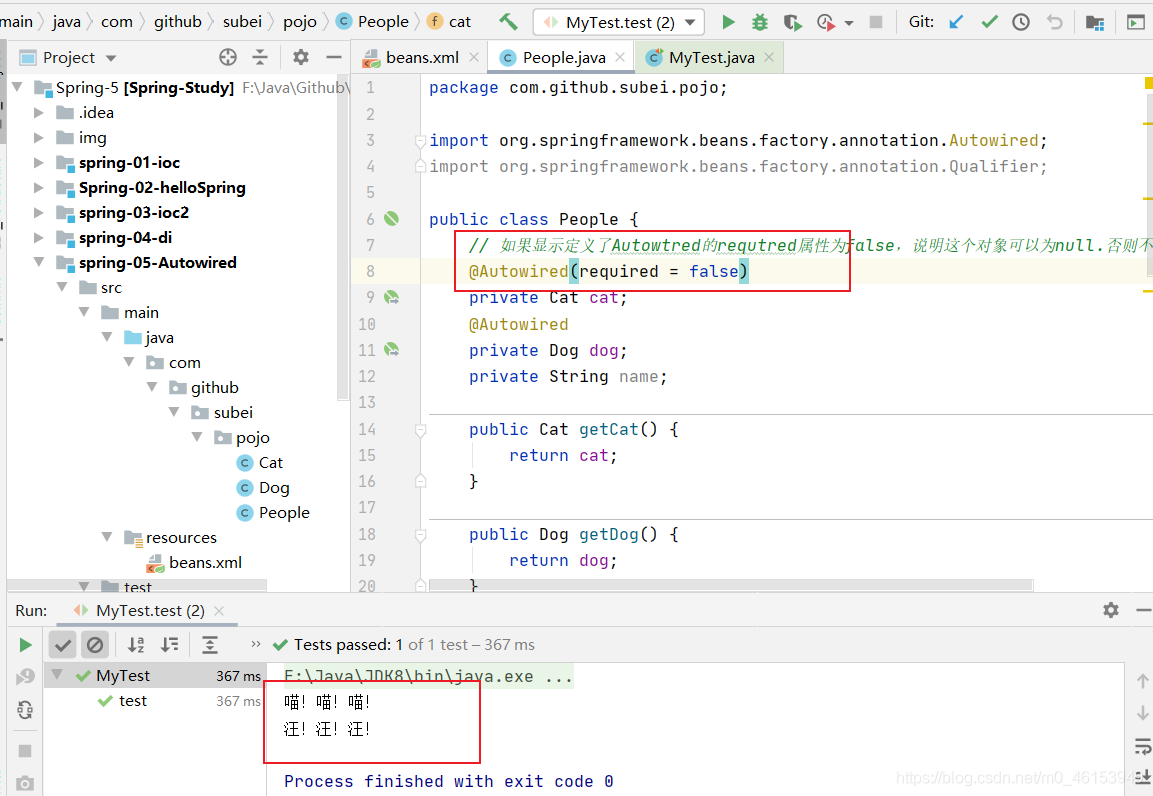 main java com github subei pojo People cat MyTest.test (2) Git:
Project
beans.xml People.java MyTest.java
Spring-5 [Spring-Study] F:\Java\Github\
.idea
img
spring-01-ioc
Spring-02-helloSpring
spring-03-ioc2
spring-04-di
spring-05-Autowired
src
main
java
com
github
subei
pojo
Cat
Dog
People
resources
beans.xml
test
1 package com.github.subei.pojo;
2
3 import org.springframework.beans.factory.annotation.Autowired;
4 import org.springframework.beans.factory.annotation.Qualifier;
5
6 public class People {
7 // 如果显示定义了Autowtred的requtred属性为false，说明这个对象可以为null.否则不
8 @Autowired(required = false)
9 private Cat cat;
10 @Autowired
11 private Dog dog;
12 private String name;
13
14 public Cat getCat() {
15 return cat;
16 }
17
18 public Dog getDog() {
19 return dog;
20 }
Run: MyTest.test (2)
Tests passed: 1 of 1 test – 367 ms
MyTest 367 ms
test 367 ms
F:\Java\JDK8\bin\java.exe ...
喵! 喵! 喵!
汪! 汪! 汪!
Process finished with exit code 0